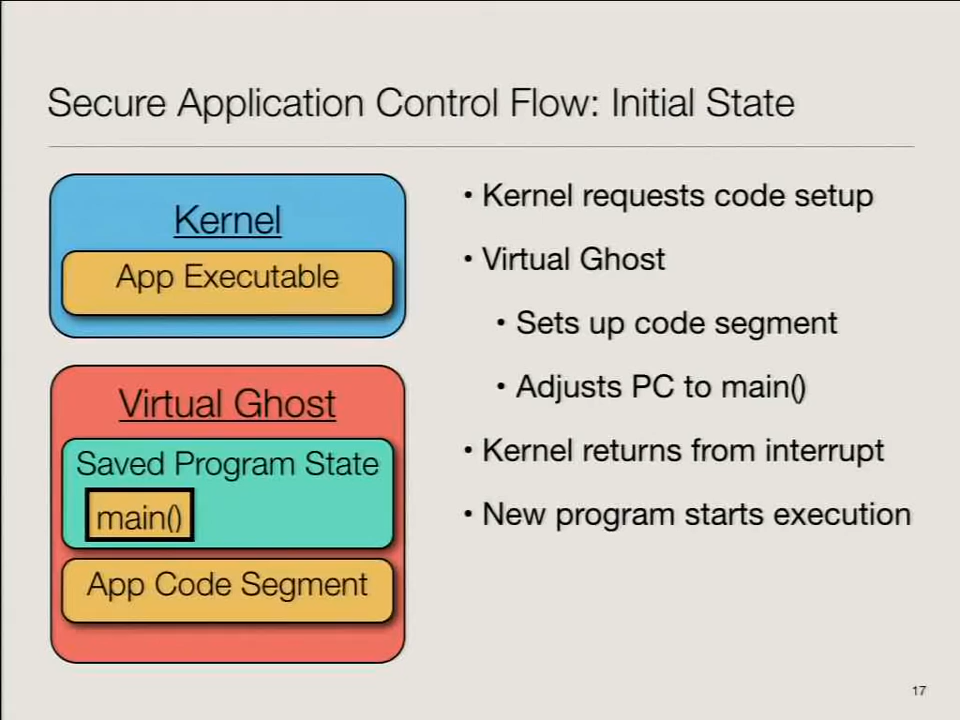 Secure Application Control Flow: Initial State
Kernel
App Executable
Virtual Ghost
Saved Program State
main()
App Code Segment
• Kernel requests code setup
• Virtual Ghost
• Sets up code segment
• Adjusts PC to main()
• Kernel returns from interrupt
• New program starts execution
17